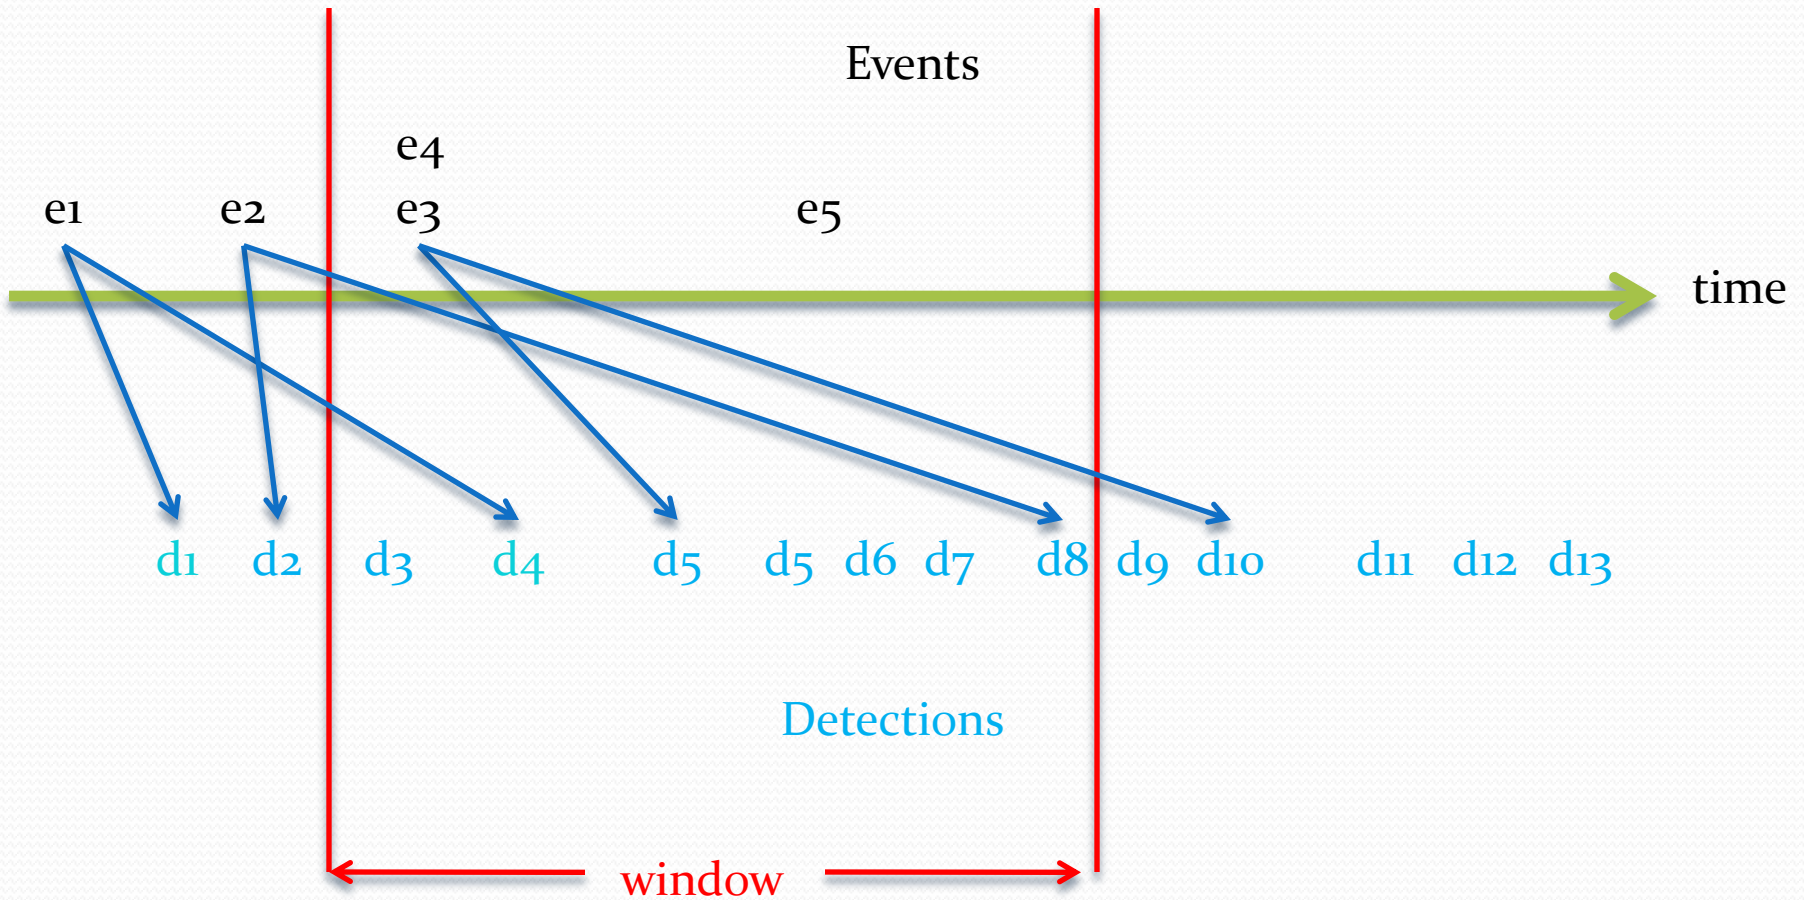 Events
e4
e1 e2 e3 e5
time
d1 d2 d3 d4 d5 d5 d6 d7 d8 d9 d10 d11 d12 d13
Detections
window